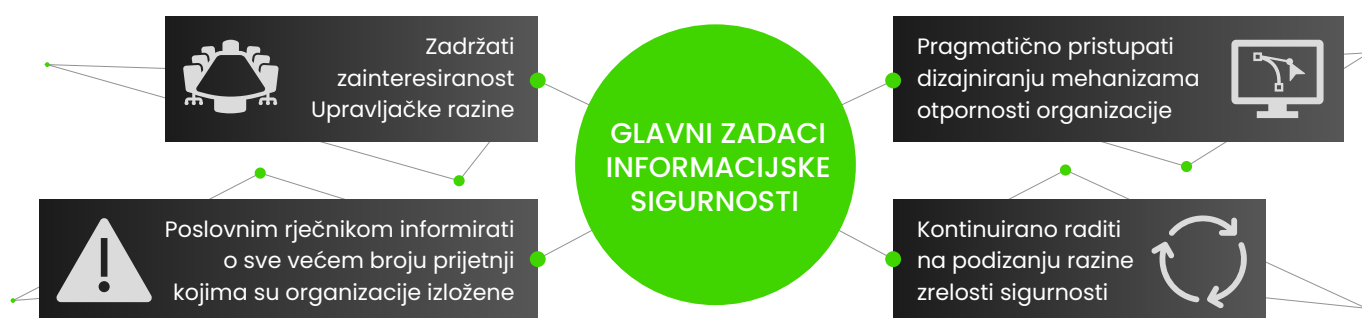 Zadržati
zainteresiranost
Upravljačke razine
Poslovnim rječnikom informirati
o sve većem broju prijetnji
kojima su organizacije izložene
GLAVNI ZADACI
INFORMACIJSKE
SIGURNOSTI
Pragmatično pristupati
dizajniranju mehanizama
otpornosti organizacije
Kontinuirano raditi
na podizanju razine
zrelosti sigurnosti